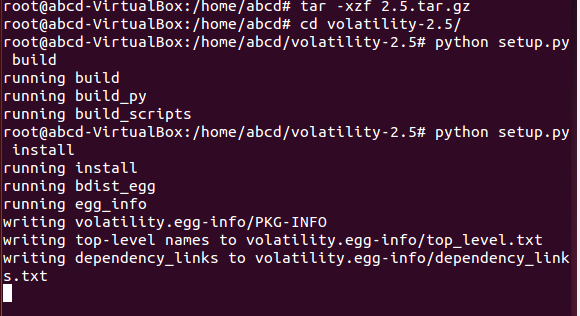 root@abcd-VirtualBox:/home/abcd# tar -xzf 2.5.tar.gz
root@abcd-VirtualBox:/home/abcd# cd volatility-2.5/
root@abcd-VirtualBox:/home/abcd/volatility-2.5# python setup.py
 build
running build
running build_py
running build_scripts
root@abcd-VirtualBox:/home/abcd/volatility-2.5# python setup.py
 install
running install
running bdist_egg
running egg_info
writing volatility.egg-info/PKG-INFO
writing top-level names to volatility.egg-info/top_level.txt
writing dependency_links to volatility.egg-info/dependency_link
s.txt